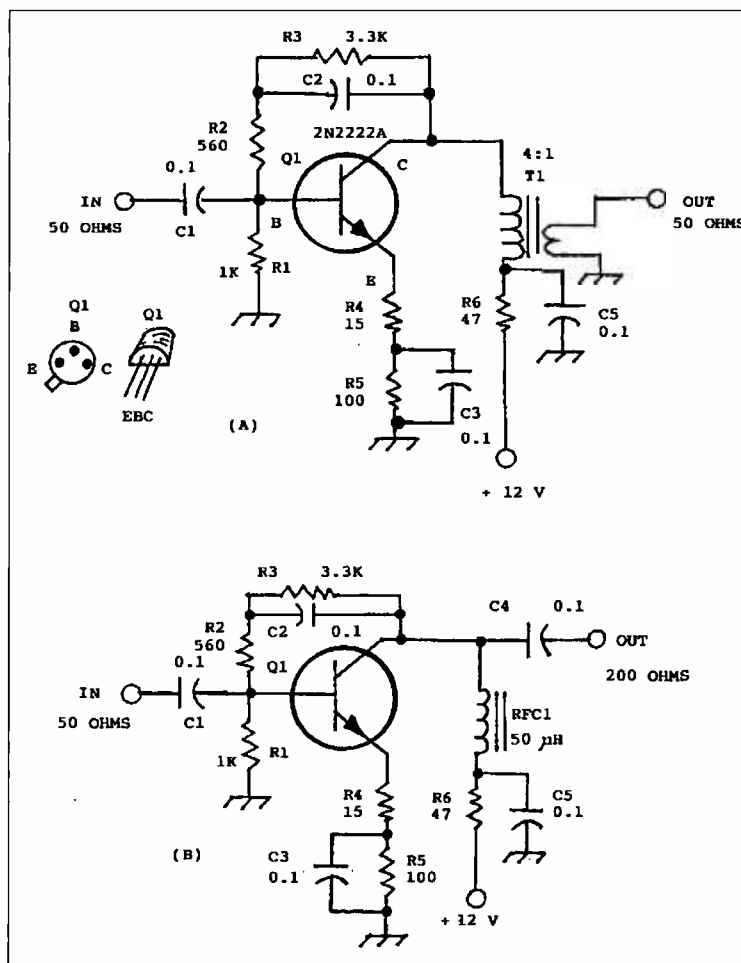 R3 3.3K
C2 0.1
R2 560
2N2222A
Q1
C
4:1
T1
0.1
IN
50 OHMS
C1
B
OUT
50 OHMS
1K R1
E
R4 15
R6 47
C5 0.1
Q1
B
E C
Q1
EBC
R5 100
C3 0.1
(A)
+ 12 V
R3 3.3K
C2 0.1
R2 560
Q1
C4 0.1
0.1
IN
50 OHMS
C1
OUT
200 OHMS
RFC1
50 µH
1K R1
R4 15
R6 47
C5 0.1
C3 0.1
R5 100
(B)
+ 12 V